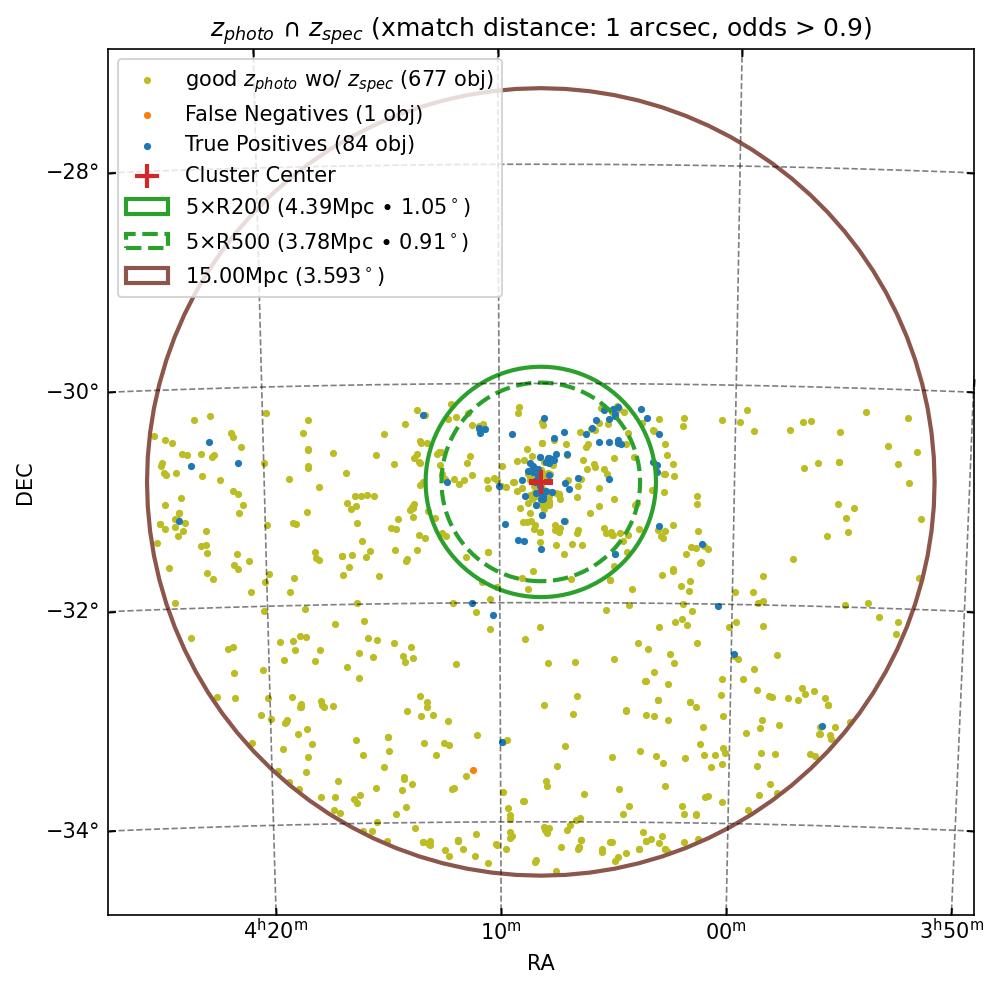 z_photo ∩ z_spec (xmatch distance: 1 arcsec, odds > 0.9)
good z_photo wo/ z_spec (677 obj)
False Negatives (1 obj)
True Positives (84 obj)
Cluster Center
5×R200 (4.39Mpc • 1.05°)
5×R500 (3.78Mpc • 0.91°)
15.00Mpc (3.593°)
−28°
−30°
−32°
−34°
DEC
4ʰ20ᵐ
10ᵐ
00ᵐ
3ʰ50ᵐ
RA